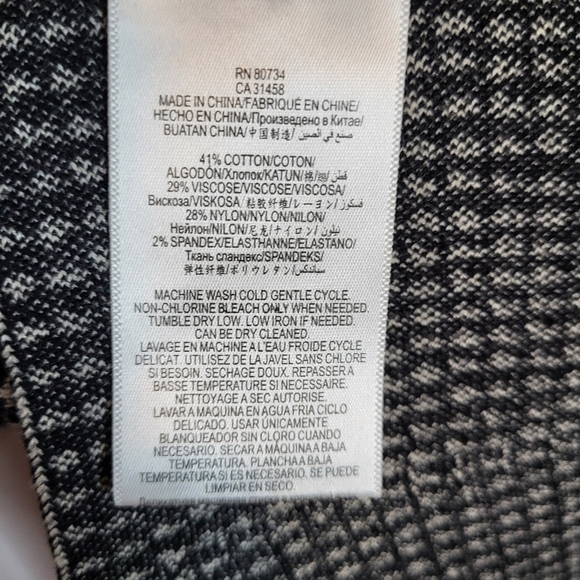 RN 80734
CA 31458
MADE IN CHINA/FABRIQUÉ EN CHINE/
HECHO EN CHINA/Произведено в Китае/
BUATAN CHINA/中国制造/ صنع في الصين/
41% COTTON/COTON/
ALGODÓN/Хлопок/KATUN/棉/綿/قطن/
29% VISCOSE/VISCOSE/VISCOSA/
Вискоза/VISKOSA/粘胶纤维/レーヨン/فسكوز/
28% NYLON/NYLON/NILON/
Нейлон/NILON/尼龙/ナイロン/نيلون/
2% SPANDEX/ELASTHANNE/ELASTANO/
Ткань спандекс/SPANDEKS/
弹性纤维/ポリウレタン/سباندكس/
MACHINE WASH COLD GENTLE CYCLE.
NON-CHLORINE BLEACH ONLY WHEN NEEDED.
TUMBLE DRY LOW. LOW IRON IF NEEDED.
CAN BE DRY CLEANED.
LAVAGE EN MACHINE A L'EAU FROIDE CYCLE
DELICAT. UTILISEZ DE LA JAVEL SANS CHLORE
SI BESOIN. SECHAGE DOUX. REPASSER A
BASSE TEMPERATURE SI NECESSAIRE.
NETTOYAGE A SEC AUTORISE.
LAVAR A MAQUINA EN AGUA FRIA CICLO
DELICADO. USAR ÚNICAMENTE
BLANQUEADOR SIN CLORO CUANDO
NECESARIO. SECAR A MÁQUINA A BAJA
TEMPERATURA. PLANCHA A BAJA
TEMPERATURA SI ES NECESARIO. SE PUEDE
LIMPIAR EN SECO.